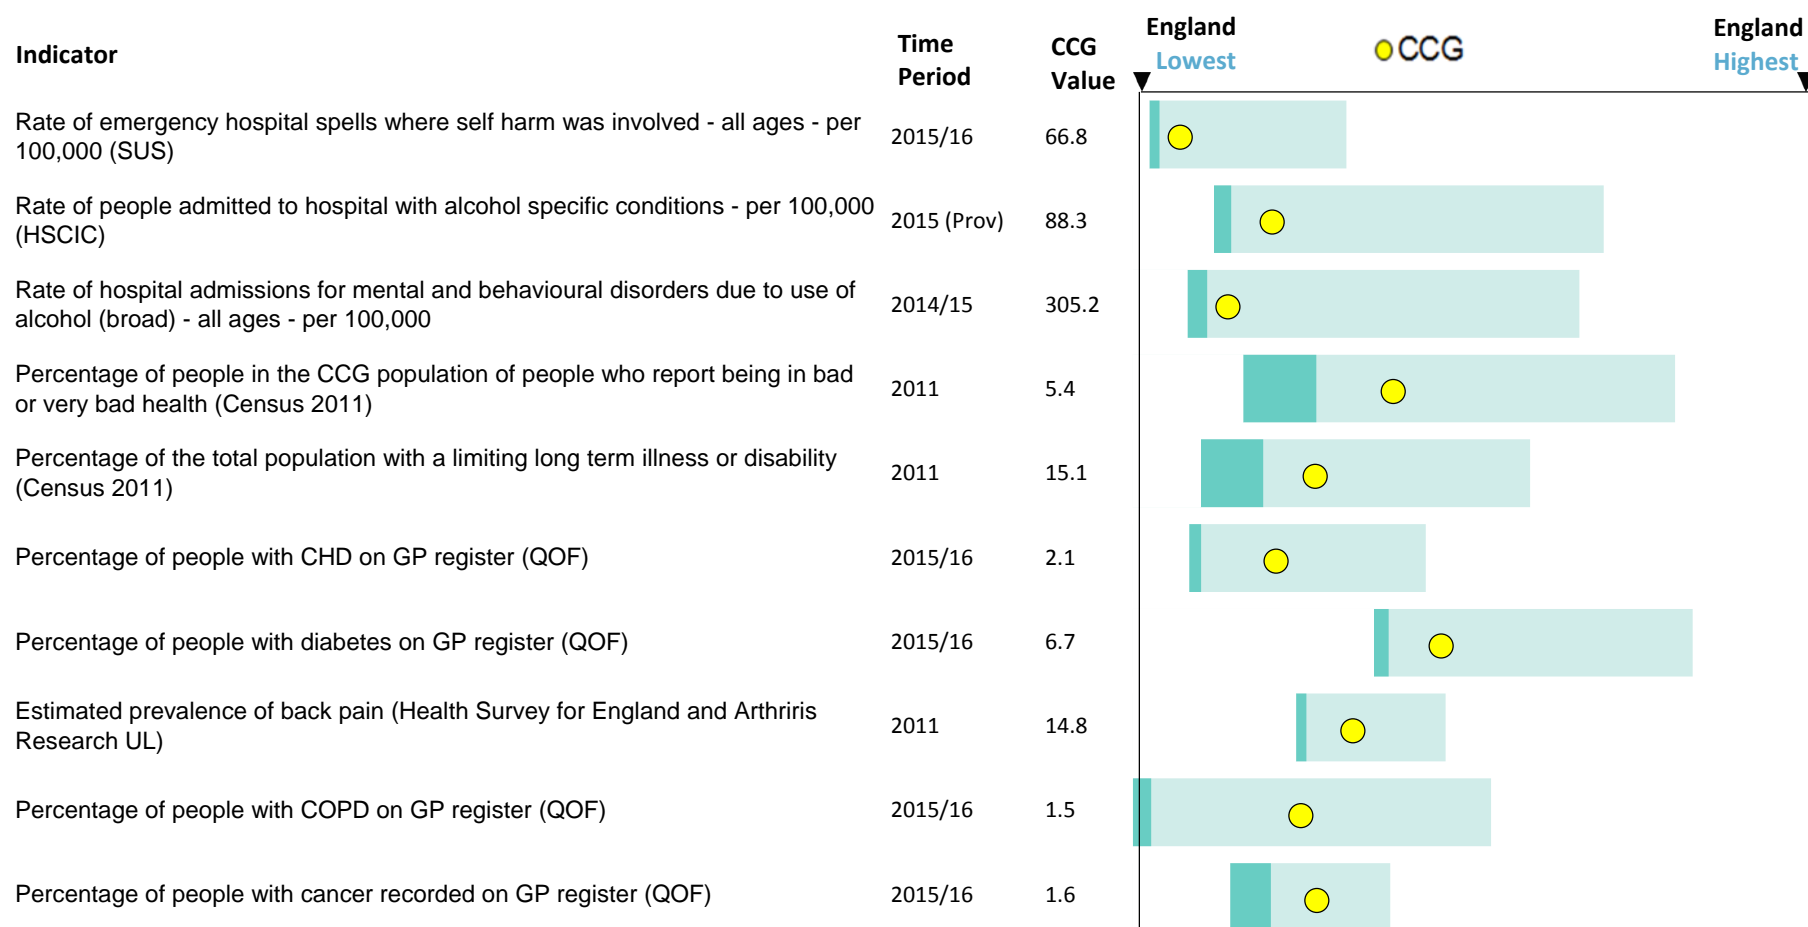 Indicator
Time
Period
CCG
Value
England
Lowest
CCG
England
Highest
Rate of emergency hospital spells where self harm was involved - all ages - per
100,000 (SUS)
2015/16
66.8
Rate of people admitted to hospital with alcohol specific conditions - per 100,000
(HSCIC)
2015 (Prov)
88.3
Rate of hospital admissions for mental and behavioural disorders due to use of
alcohol (broad) - all ages - per 100,000
2014/15
305.2
Percentage of people in the CCG population of people who report being in bad
or very bad health (Census 2011)
2011
5.4
Percentage of the total population with a limiting long term illness or disability
(Census 2011)
2011
15.1
Percentage of people with CHD on GP register (QOF)
2015/16
2.1
Percentage of people with diabetes on GP register (QOF)
2015/16
6.7
Estimated prevalence of back pain (Health Survey for England and Arthriris
Research UL)
2011
14.8
Percentage of people with COPD on GP register (QOF)
2015/16
1.5
Percentage of people with cancer recorded on GP register (QOF)
2015/16
1.6